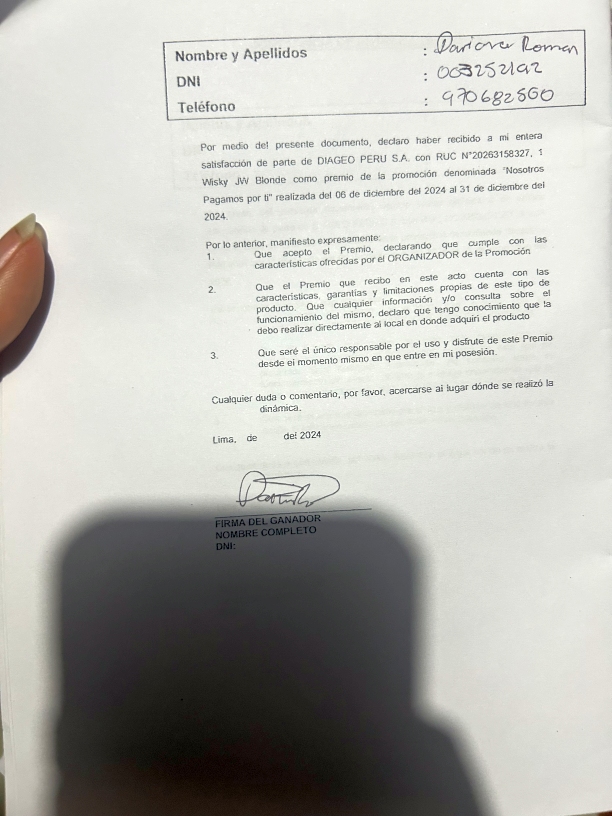 Nombre y Apellidos : Dariana Roman
DNI : 003252192
Teléfono : 970682560
Por medio del presente documento, declaro haber recibido a mi entera
satisfacción de parte de DIAGEO PERU S.A. con RUC N°20263158327, 1
Wisky JW Blonde como premio de la promoción denominada "Nosotros
Pagamos por ti" realizada del 06 de diciembre del 2024 al 31 de diciembre del
2024.
Por lo anterior, manifiesto expresamente:
1. Que acepto el Premio, declarando que cumple con las
características ofrecidas por el ORGANIZADOR de la Promoción
2. Que el Premio que recibo en este acto cuenta con las
características, garantías y limitaciones propias de este tipo de
producto. Que cualquier información y/o consulta sobre el
funcionamiento del mismo, declaro que tengo conocimiento que la
debo realizar directamente al local en donde adquirí el producto
3. Que seré el único responsable por el uso y disfrute de este Premio
desde el momento mismo en que entre en mi posesión.
Cualquier duda o comentario, por favor, acercarse al lugar dónde se realizó la
dinámica.
Lima, de del 2024
FIRMA DEL GANADOR
NOMBRE COMPLETO
DNI: